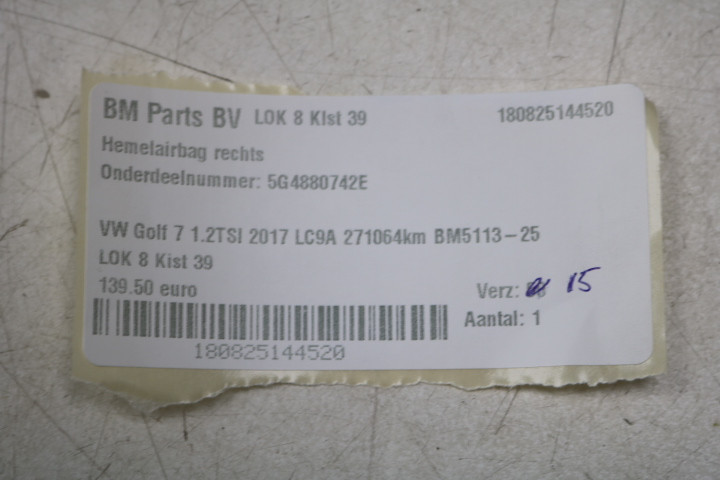 BM Parts BV LOK 8 Kist 39 180825144520
Hemelairbag rechts
Onderdeelnummer: 5G4880742E
VW Golf 7 1.2TSI 2017 LC9A 271064km BM5113-25
LOK 8 Kist 39
139.50 euro
Verz: 15
Aantal: 1
180825144520